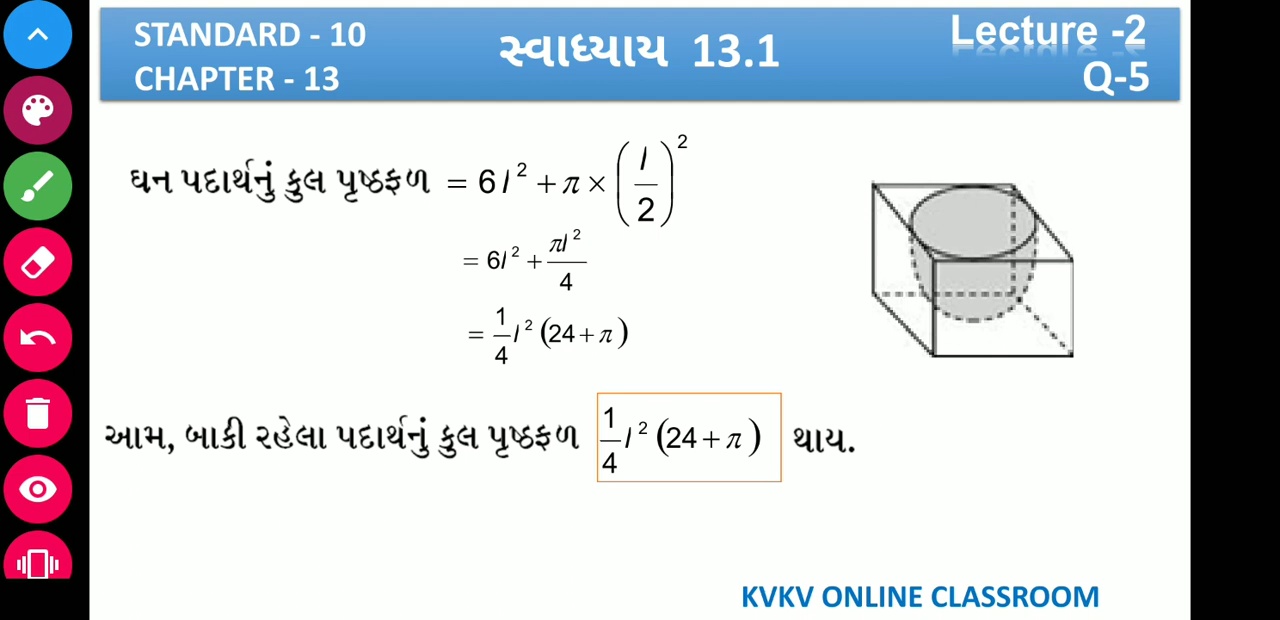 STANDARD - 10
CHAPTER - 13
સ્વાધ્યાય 13.1
Lecture -2
Q-5
ઘન પદાર્થનું કુલ પૃષ્ઠફળ = 6l² + π × (l/2)²
= 6l² + πl²/4
= 1/4 l² (24 + π)
આમ, બાકી રહેલા પદાર્થનું કુલ પૃષ્ઠફળ 1/4 l² (24 + π) થાય.
KVKV ONLINE CLASSROOM